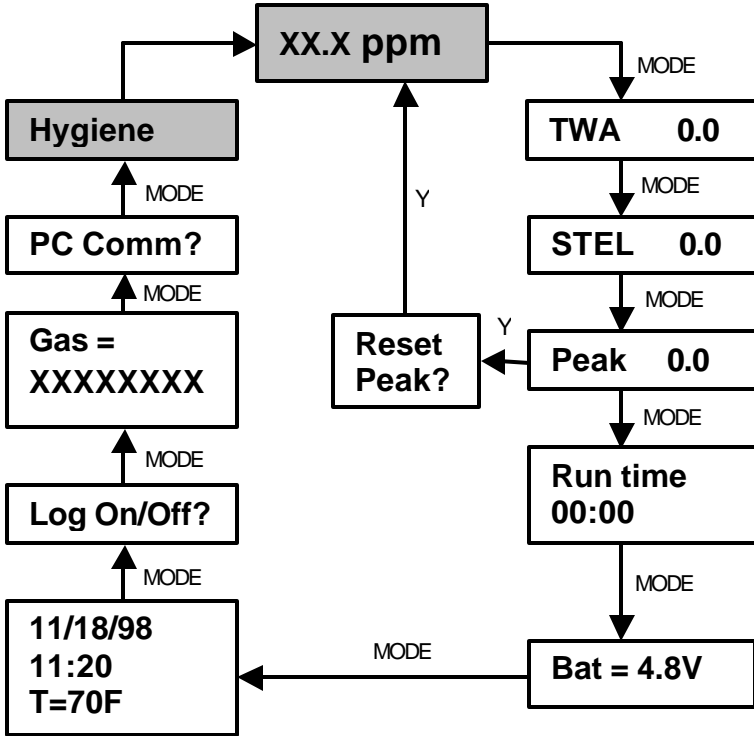 XX.X ppm
MODE
Hygiene
TWA 0.0
MODE
MODE
Y
PC Comm?
STEL 0.0
MODE
MODE
Gas =
XXXXXXXX
Reset
Peak?
Y
Peak 0.0
MODE
MODE
Log On/Off?
Run time
00:00
MODE
MODE
11/18/98
11:20
T=70F
MODE
Bat = 4.8V